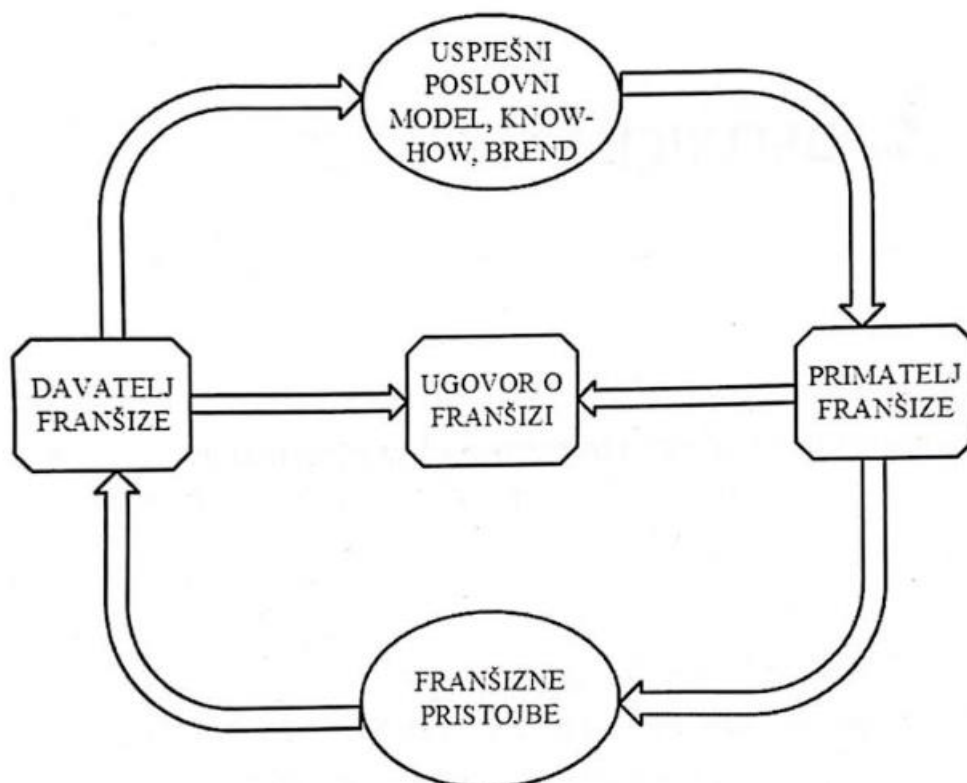 USPJEŠNI
POSLOVNI
MODEL, KNOW-
HOW, BREND
DAVATELJ
FRANŠIZE
UGOVOR O
FRANŠIZI
PRIMATELJ
FRANŠIZE
FRANŠIZNE
PRISTOJBE